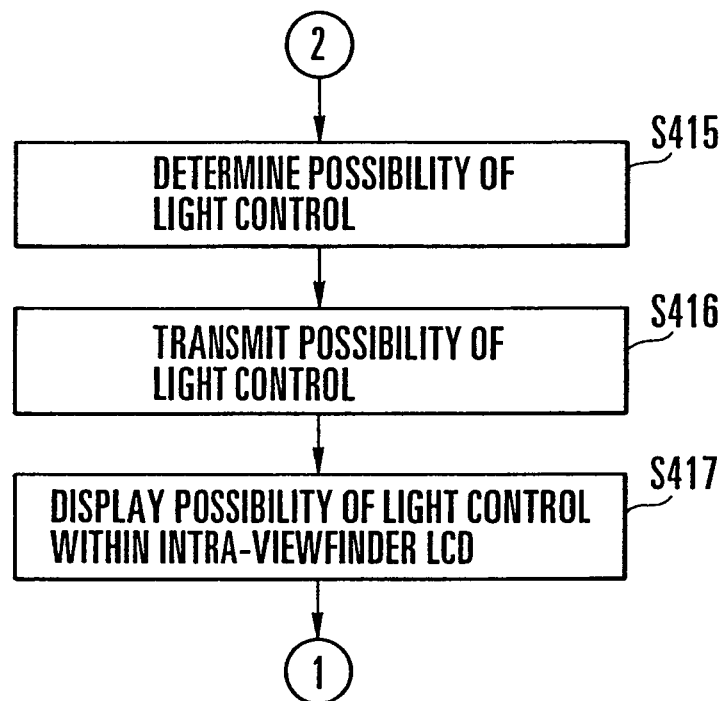 2
S415
DETERMINE POSSIBILITY OF
LIGHT CONTROL
S416
TRANSMIT POSSIBILITY OF
LIGHT CONTROL
S417
DISPLAY POSSIBILITY OF LIGHT CONTROL
WITHIN INTRA-VIEWFINDER LCD
1